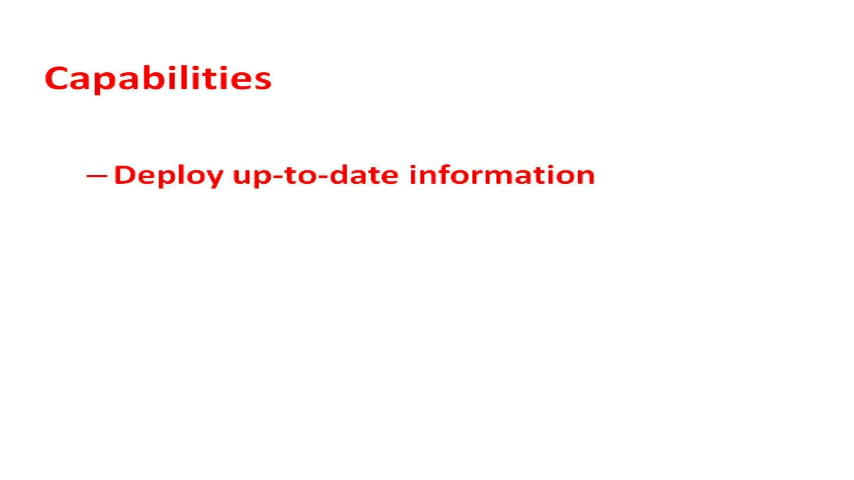 Capabilities
– Deploy up-to-date information